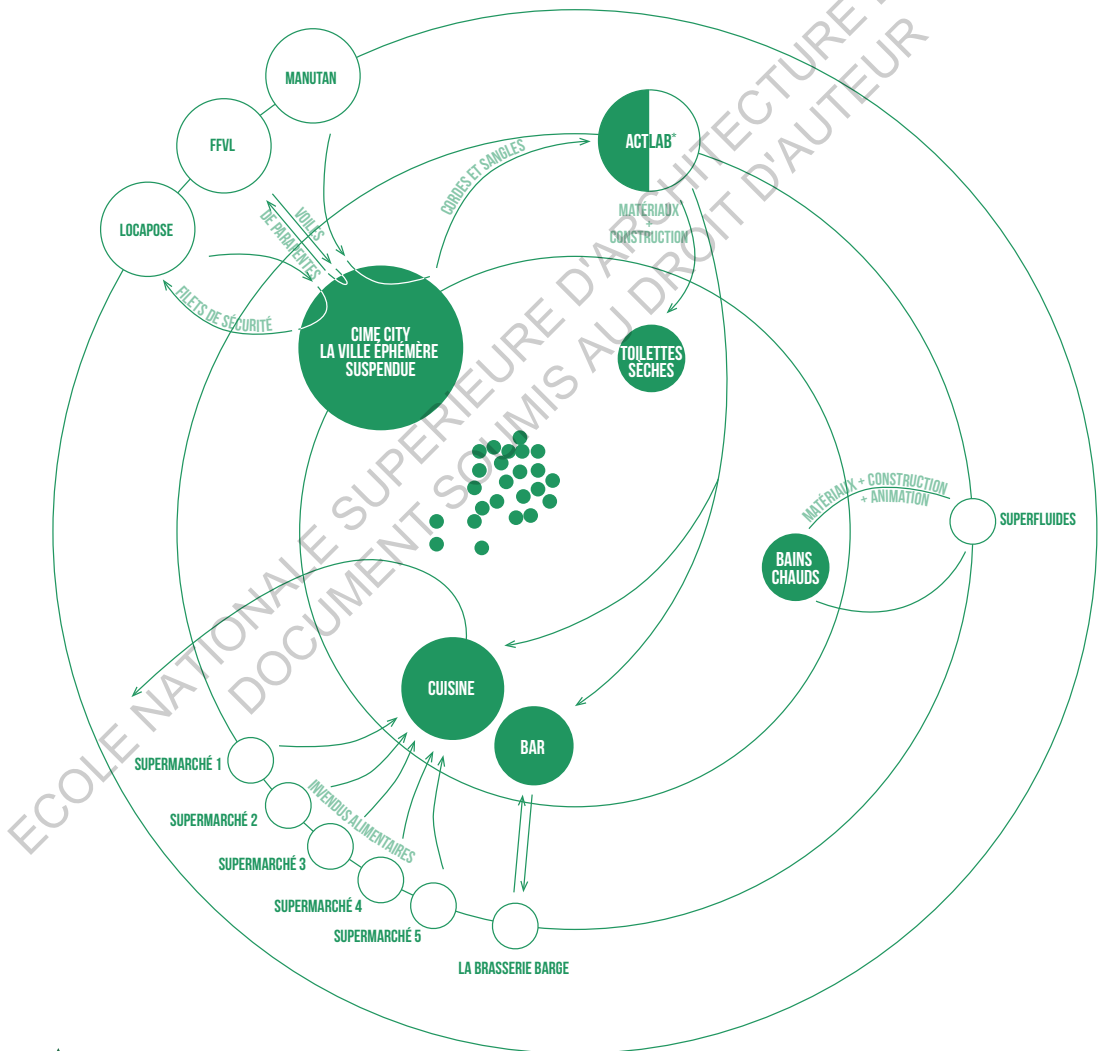 MANUTAN
FFVL
LOCAPOSE
ACTLAB*
CORDES ET SANGLES
VOILES
DE PARAPENTES
FILETS DE SÉCURITÉ
MATÉRIAUX
+
CONSTRUCTION
CIME CITY
LA VILLE ÉPHÉMÈRE
SUSPENDUE
TOILETTES
SÈCHES
MATÉRIAUX + CONSTRUCTION
+ ANIMATION
SUPERFLUIDES
BAINS
CHAUDS
CUISINE
BAR
SUPERMARCHÉ 1
SUPERMARCHÉ 2
SUPERMARCHÉ 3
SUPERMARCHÉ 4
SUPERMARCHÉ 5
INVENDUS ALIMENTAIRES
LA BRASSERIE BARGE
ECOLE NATIONALE SUPERIEURE D'ARCHITECTURE
DOCUMENT SOUMIS AU DROIT D'AUTEUR